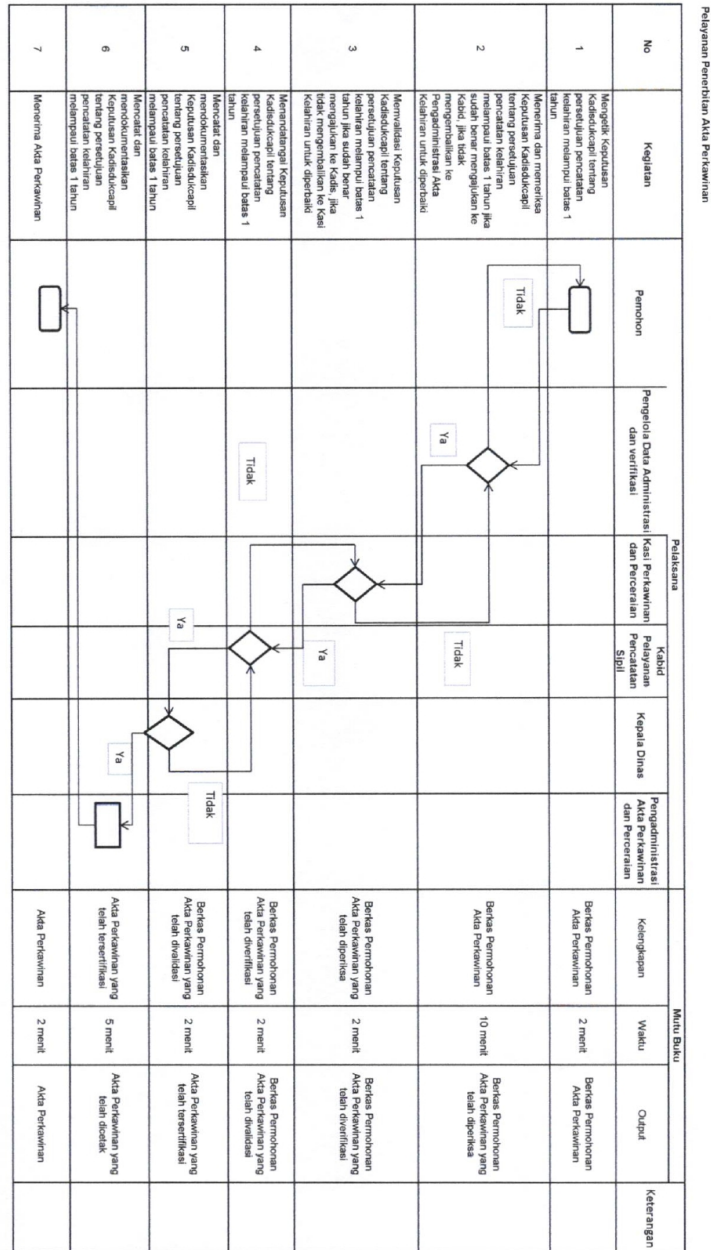 Pelayanan Penerbitan Akta Perkawinan
No
Kegiatan
Pelaksana
Pemohon
Pengelola Data Administrasi
dan verifikasi
Kasi Perkawinan
dan Perceraian
Kabid
Pelayanan
Pencatatan
Sipil
Kepala Dinas
Pengadministrasi
Akta Perkawinan
dan Perceraian
Mutu Buku
Kelengkapan
Waktu
Output
Keterangan
1
Mengetik Keputusan
Kadisdukcapil tentang
persetujuan pencatatan
kelahiran melampui batas 1
tahun
Berkas Permohonan
Akta Perkawinan
2 menit
Berkas Permohonan
Akta Perkawinan
Tidak
2
Menerima dan memeriksa
Keputusan Kadisdukcapil
tentang persetujuan
pencatatan kelahiran
melampaui batas 1 tahun jika
sudah benar mengajukan ke
Kabid, jika tidak
mengembalikan ke
Pengadministrasi Akta
Kelahiran untuk diperbaiki
Ya
Tidak
Berkas Permohonan
Akta Perkawinan
10 menit
Berkas Permohonan
Akta Perkawinan yang
telah diperiksa
3
Memvalidasi Keputusan
Kadisdukcapil tentang
persetujuan pencatatan
kelahiran melampui batas 1
tahun jika sudah benar
mengajukan ke Kadis, jika
tidak mengembalikan ke Kasi
Kelahiran untuk diperbaiki
Ya
Berkas Permohonan
Akta Perkawinan yang
telah diperiksa
2 menit
Berkas Permohonan
Akta Perkawinan yang
telah diverifikasi
4
Menandatangai Keputusan
Kadisdukcapil tentang
persetujuan pencatatan
kelahiran melampaui batas 1
tahun
Tidak
Berkas Permohonan
Akta Perkawinan yang
telah diverifikasi
2 menit
Berkas Permohonan
Akta Perkawinan yang
telah divalidasi
5
Mencatat dan
mendokumentasikan
Keputusan Kadisdukcapil
tentang persetujuan
pencatatan kelahiran
melampaui batas 1 tahun
Ya
Tidak
Berkas Permohonan
Akta Perkawinan yang
telah divalidasi
2 menit
Berkas Permohonan
Akta Perkawinan yang
telah tersertifikasi
6
Mencatat dan
mendokumentasikan
Keputusan Kadisdukcapil
tentang persetujuan
pencatatan kelahiran
melampaui batas 1 tahun
Ya
Akta Perkawinan yang
telah tersertifikasi
5 menit
Akta Perkawinan yang
telah dicetak
7
Menerima Akta Perkawinan
Akta Perkawinan
2 menit
Akta Perkawinan